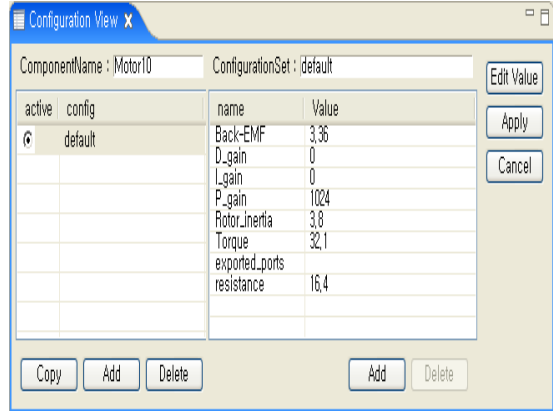 Configuration View
ComponentName : Motor10
ConfigurationSet : default
Edit Value
Apply
Cancel
active config
default
name Value
Back-EMF 3,36
D_gain 0
I_gain 0
P_gain 1024
Rotor_inertia 3,8
Torque 32,1
exported_ports
resistance 16,4
Copy Add Delete
Add Delete